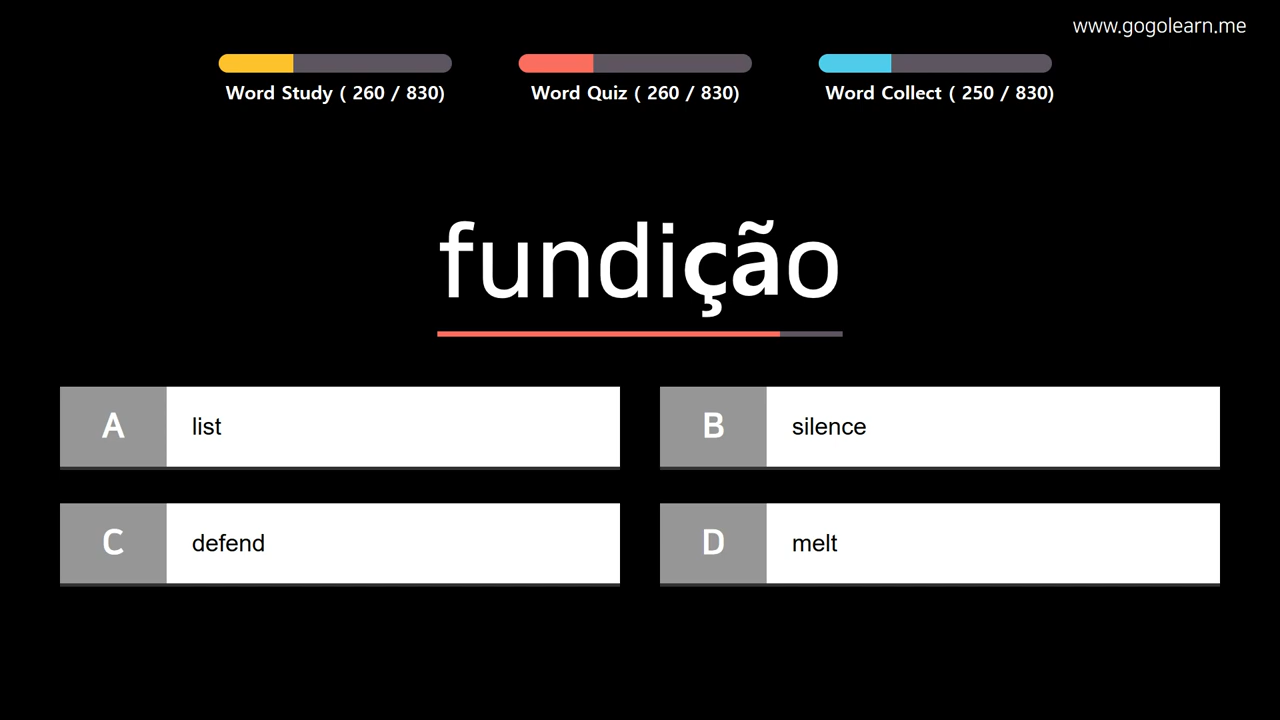 www.gogolearn.me
Word Study ( 260 / 830)
Word Quiz ( 260 / 830)
Word Collect ( 250 / 830)
fundição
A list
B silence
C defend
D melt